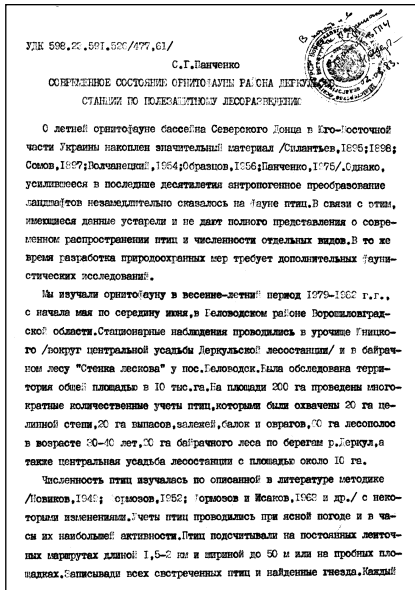 УДК 598.22.591.526/477.61/
С.Г.Панченко
СОВРЕМЕННОЕ СОСТОЯНИЕ ОРНИТОФАУНЫ РАЙОНА ДЕРКУЛЬСКОЙ
СТАНЦИИ ПО ПОЛЕЗАЩИТНОМУ ЛЕСОРАЗВЕДЕНИЮ
О летней орнитофауне бассейна Северского Донца в Юго-Восточной
части Украины накоплен значительный материал /Силантьев,1895;1898;
Сомов,1897;Волчанецкий,1954;Образцов,1956;Панченко,1975/.Однако,
усилившееся в последние десятилетия антропогенное преобразование
ландшафтов незамедлительно сказалось на фауне птиц.В связи с этим,
имеющиеся данные устарели и не дают полного представления о совре-
менном распространении птиц и численности отдельных видов.В то же
время разработка природоохранных мер требует дополнительных фауни-
стических исследований.
Мы изучали орнитофауну в весенне-летний период 1979-1982 г.г.,
с начала мая по середину июня,в Беловодском районе Ворошиловград-
ской области.Стационарные наблюдения проводились в урочище Юницко-
го /вокруг центральной усадьбы Деркульской лесостанции/ и в байрач-
ном лесу "Стенка лескова" у пос.Беловодск.Была обследована терри-
тория общей площадью в 10 тыс.га.На площади 200 га проведены много-
кратные количественные учеты птиц,которыми были охвачены 20 га це-
линной степи,20 га выпасов,залежей,балок и оврагов,60 га лесополос
в возрасте 30-40 лет,20 га байрачного леса по берегам р.Деркул,а
также центральная усадьба лесостанции с площадью около 10 га.
Численность птиц изучалась по описанной в литературе методике
/Новиков,1949; Формозов,1952; Формозов и Исаков,1963 и др./ с неко-
торыми изменениями.Учеты птиц проводились при ясной погоде и в ча-
сы их наибольшей активности.Птиц подсчитывали на постоянных ленточ-
ных маршрутах длиной 1,5-2 км и шириной до 50 м или на пробных пло-
щадках.Записывали всех свстреченных птиц и найденные гнезда.Каждый